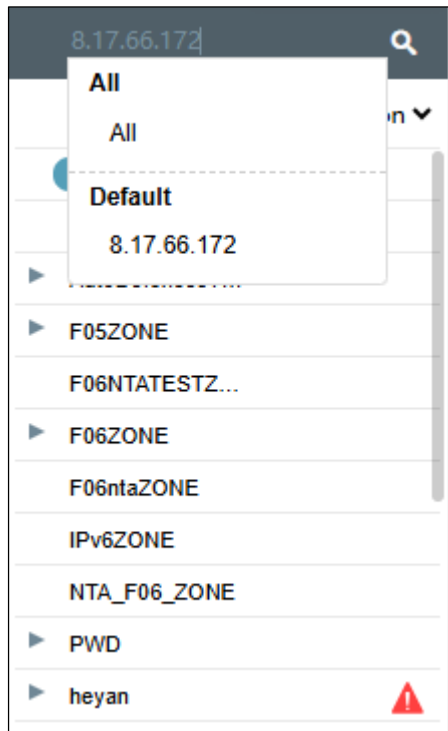 8.17.66.172
All
on
All
Default
8.17.66.172
F05ZONE
F06NTATESTZ...
F06ZONE
F06ntaZONE
IPv6ZONE
NTA_F06_ZONE
PWD
heyan